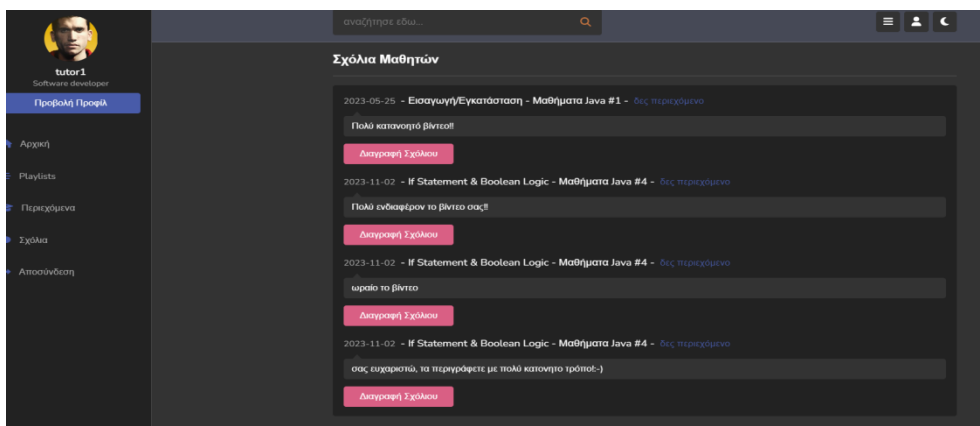 αναζήτησε εδω...
tutor1
Software developer
Προβολή Προφίλ
Αρχική
Playlists
Περιεχόμενα
Σχόλια
Αποσύνδεση
Σχόλια Μαθητών
2023-05-25 - Εισαγωγή/Εγκατάσταση - Μαθήματα Java #1 - δες περιεχόμενο
Πολύ κατανοητό βίντεο!!
Διαγραφή Σχόλιου
2023-11-02 - If Statement & Boolean Logic - Μαθήματα Java #4 - δες περιεχόμενο
Πολύ ενδιαφέρον το βίντεο σας!!
Διαγραφή Σχόλιου
2023-11-02 - If Statement & Boolean Logic - Μαθήματα Java #4 - δες περιεχόμενο
ωραίο το βίντεο
Διαγραφή Σχόλιου
2023-11-02 - If Statement & Boolean Logic - Μαθήματα Java #4 - δες περιεχόμενο
σας ευχαριστώ, τα περιγράφετε με πολύ κατονητο τρόπο!:-)
Διαγραφή Σχόλιου